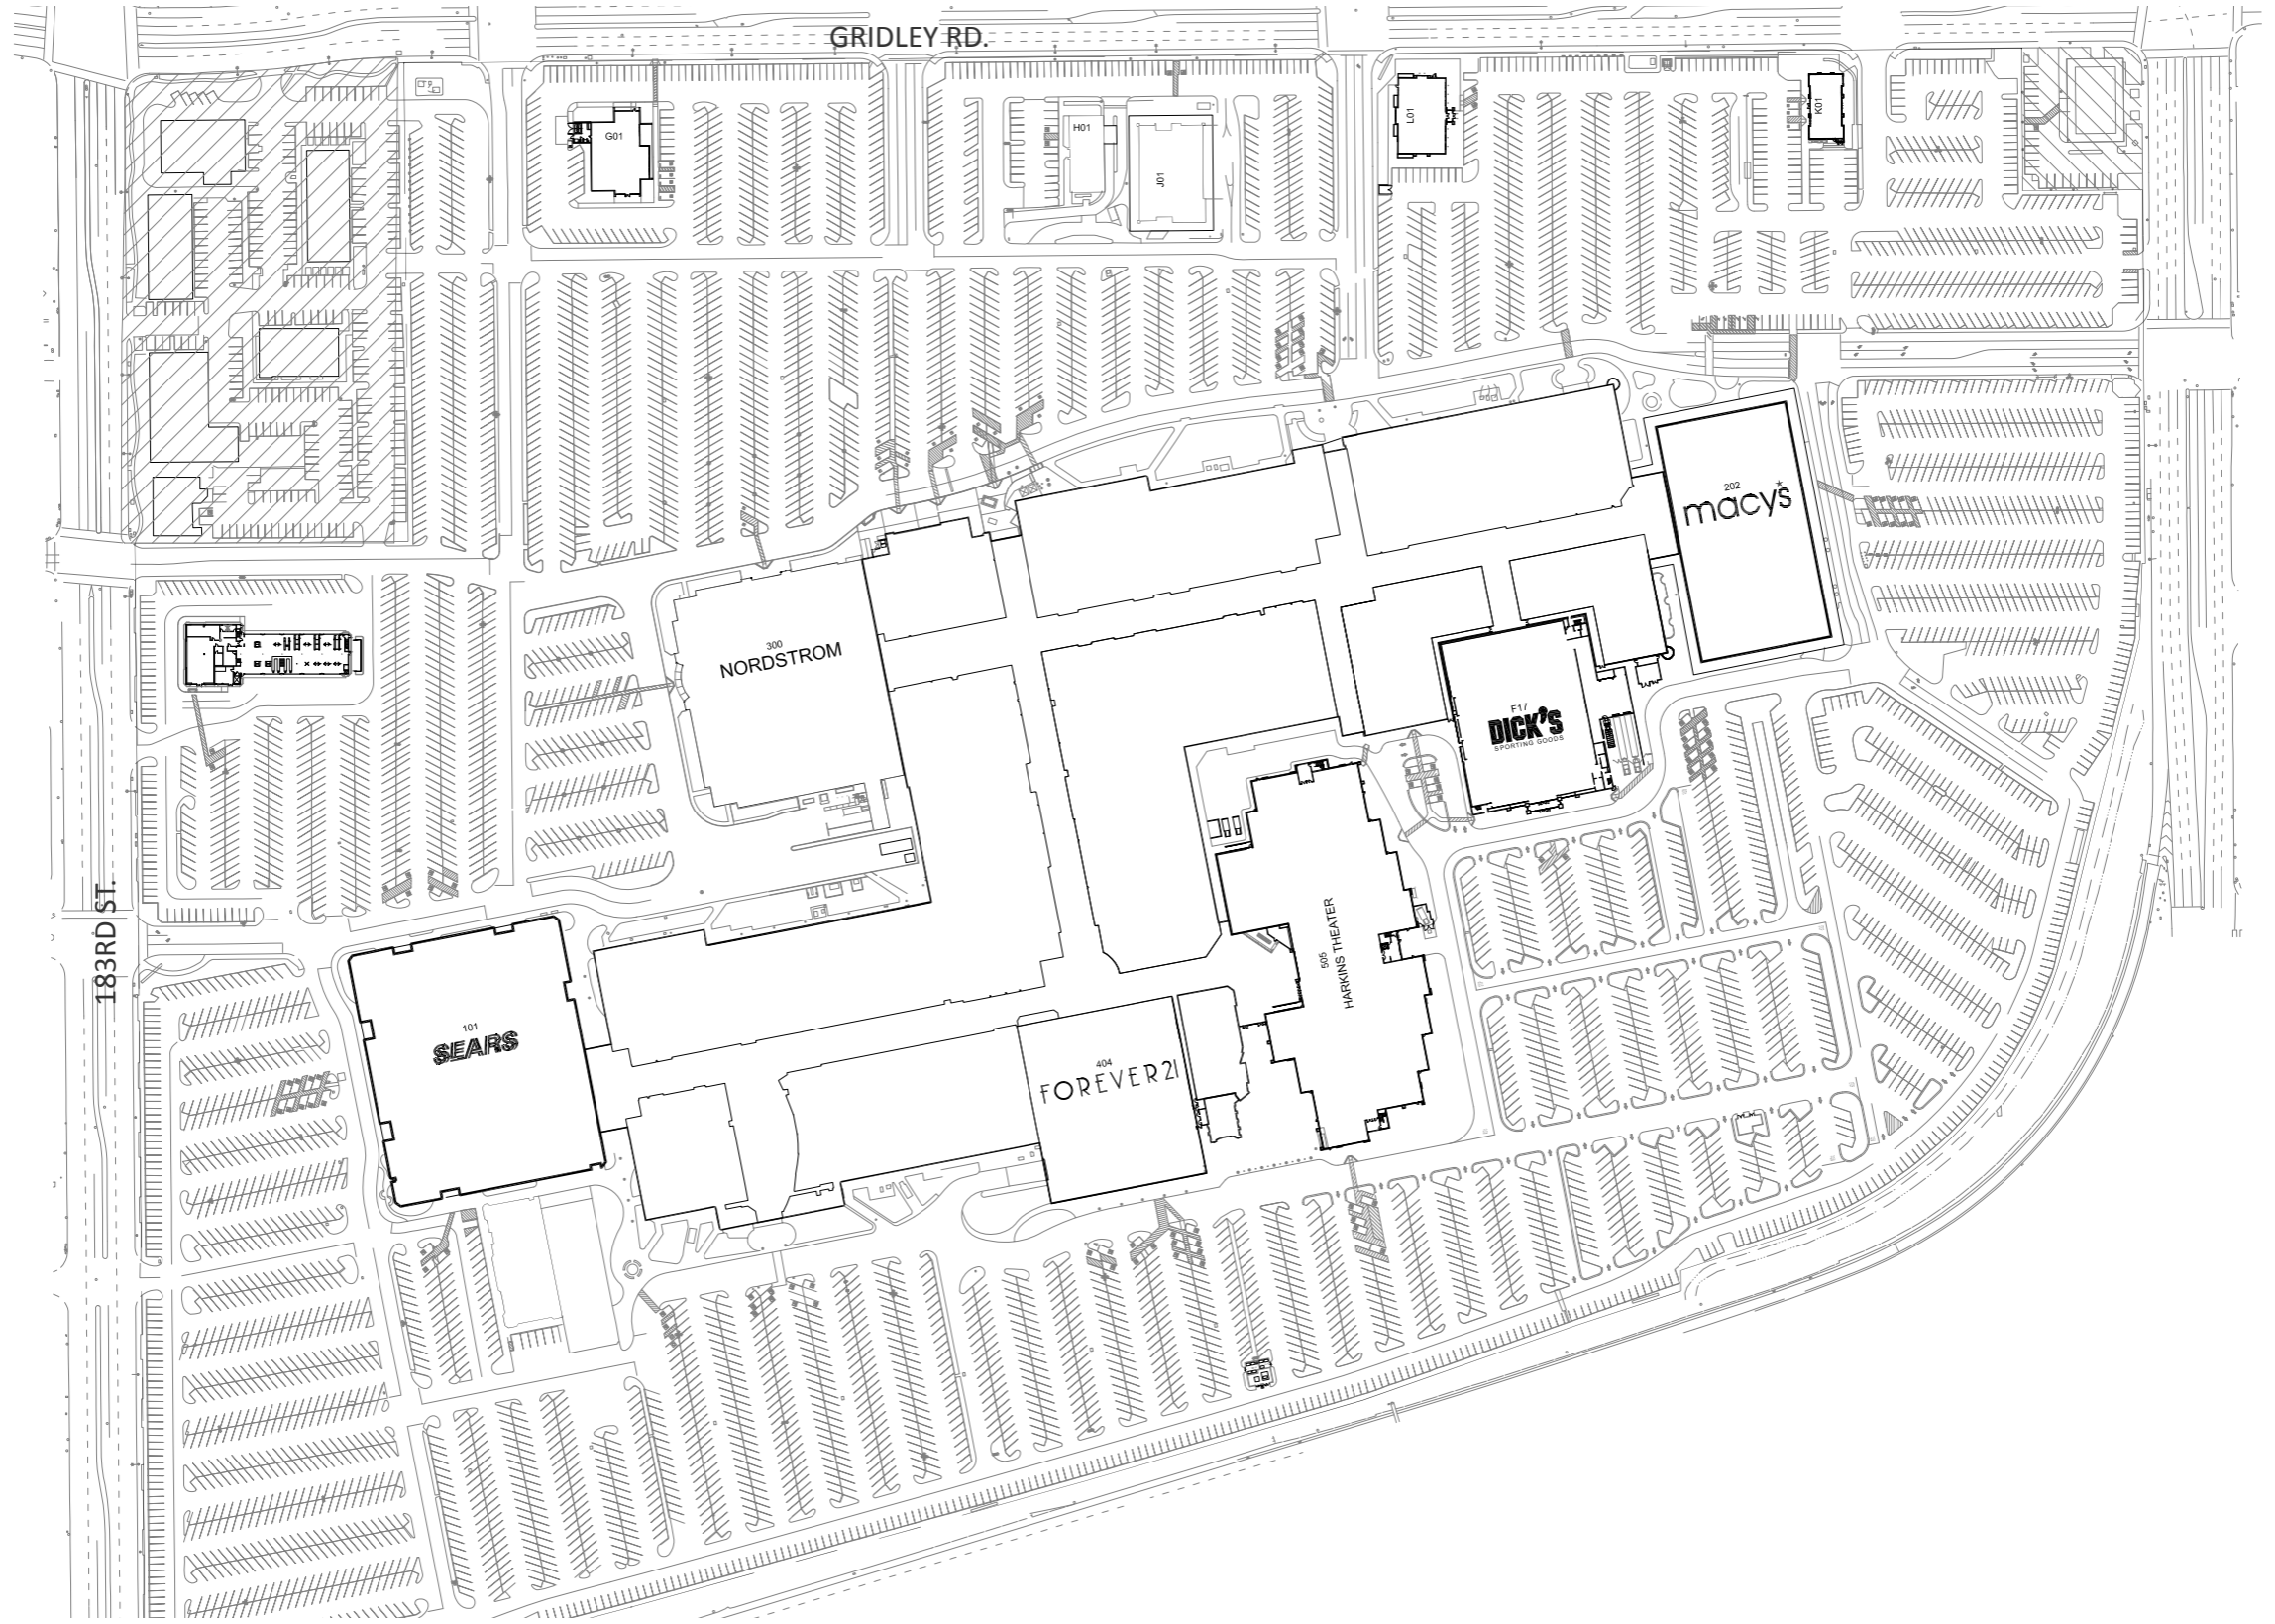 GRIDLEY RD.
G01
H01
J01
L01
K01
202
macy's
300
NORDSTROM
F17
DICK'S
SPORTING GOODS
183RD ST.
505
HARKINS THEATER
101
SEARS
404
FOREVER 21